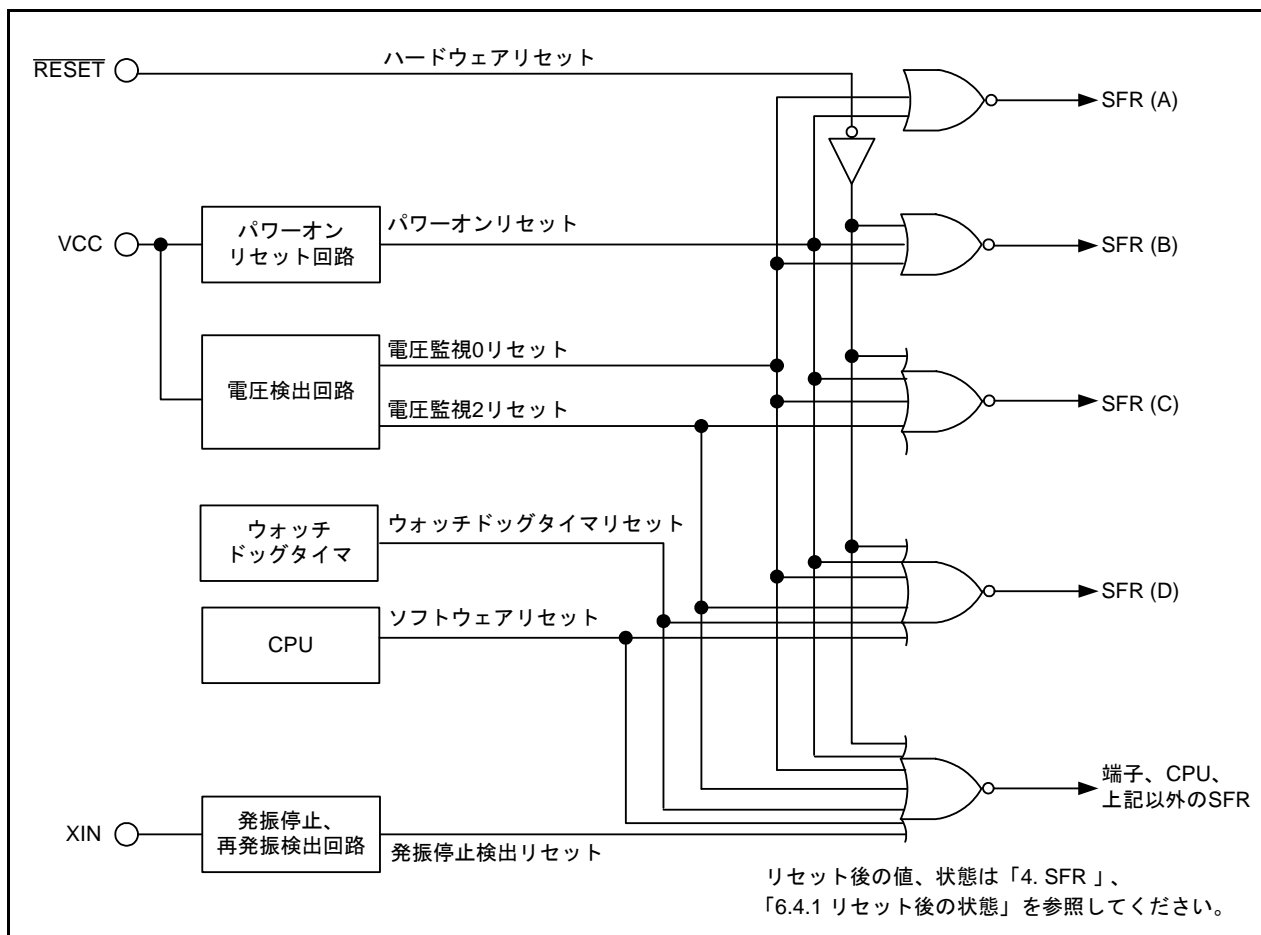 RESET
ハードウェアリセット
SFR (A)
VCC
パワーオン
リセット回路
パワーオンリセット
SFR (B)
電圧検出回路
電圧監視0リセット
電圧監視2リセット
SFR (C)
ウォッチ
ドッグタイマ
ウォッチドッグタイマリセット
SFR (D)
CPU
ソフトウェアリセット
端子、CPU、
上記以外のSFR
XIN
発振停止、
再発振検出回路
発振停止検出リセット
リセット後の値、状態は「4. SFR 」、
「6.4.1 リセット後の状態」を参照してください。